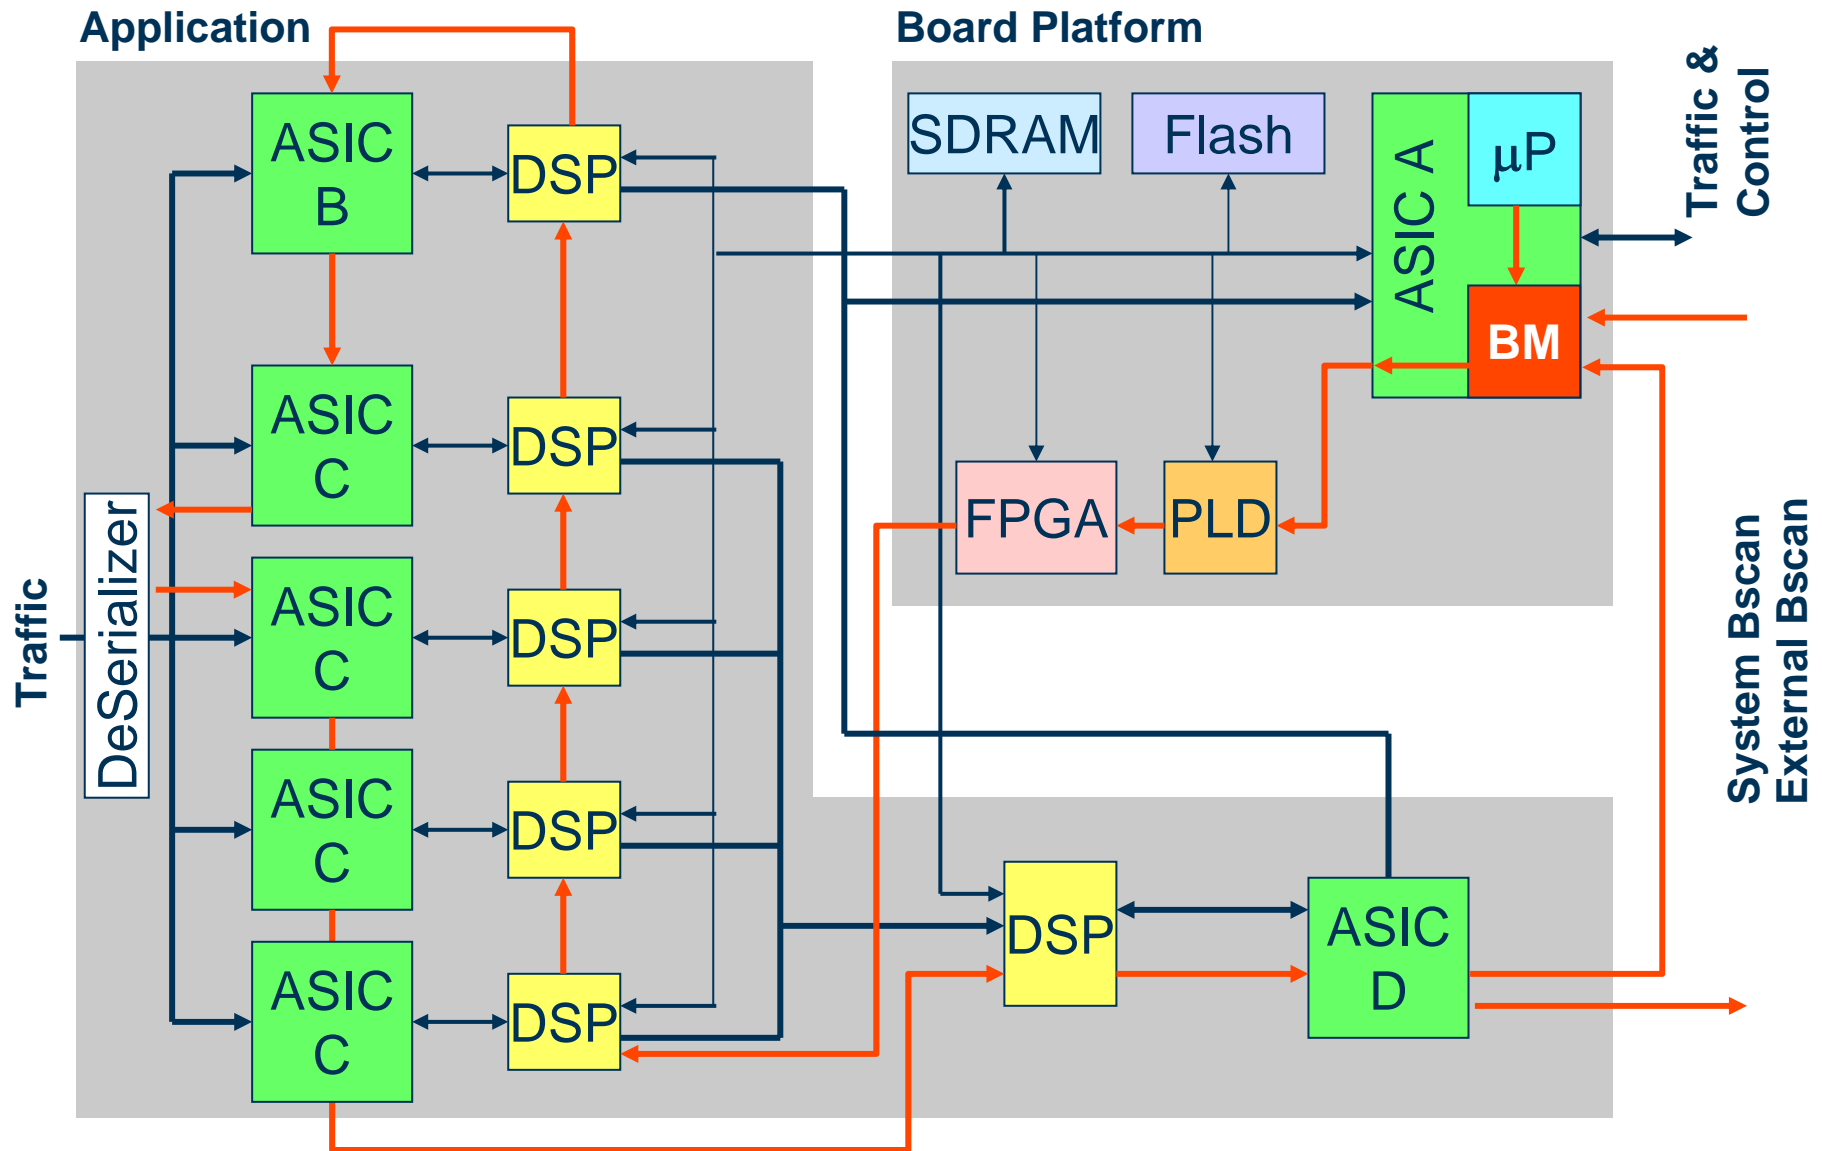 Application
Board Platform
Traffic &
Control
ASIC
B
DSP
SDRAM
Flash
ASIC A
μP
BM
ASIC
C
DSP
FPGA
PLD
Traffic
DeSerializer
ASIC
C
DSP
System Bscan
External Bscan
ASIC
C
DSP
DSP
ASIC
D
ASIC
C
DSP